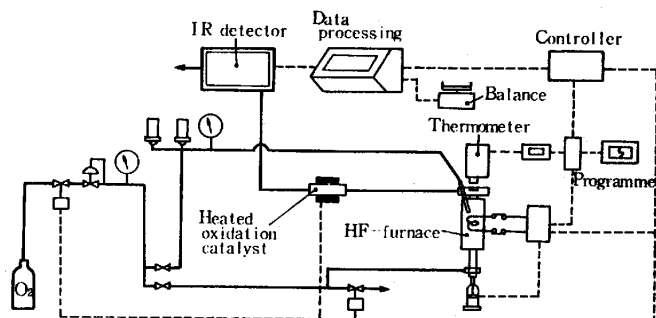 Data
processing
IR detector
Controller
Balance
Thermometer
Programme
Heated
oxidation
catalyst
HF-furnace
O2